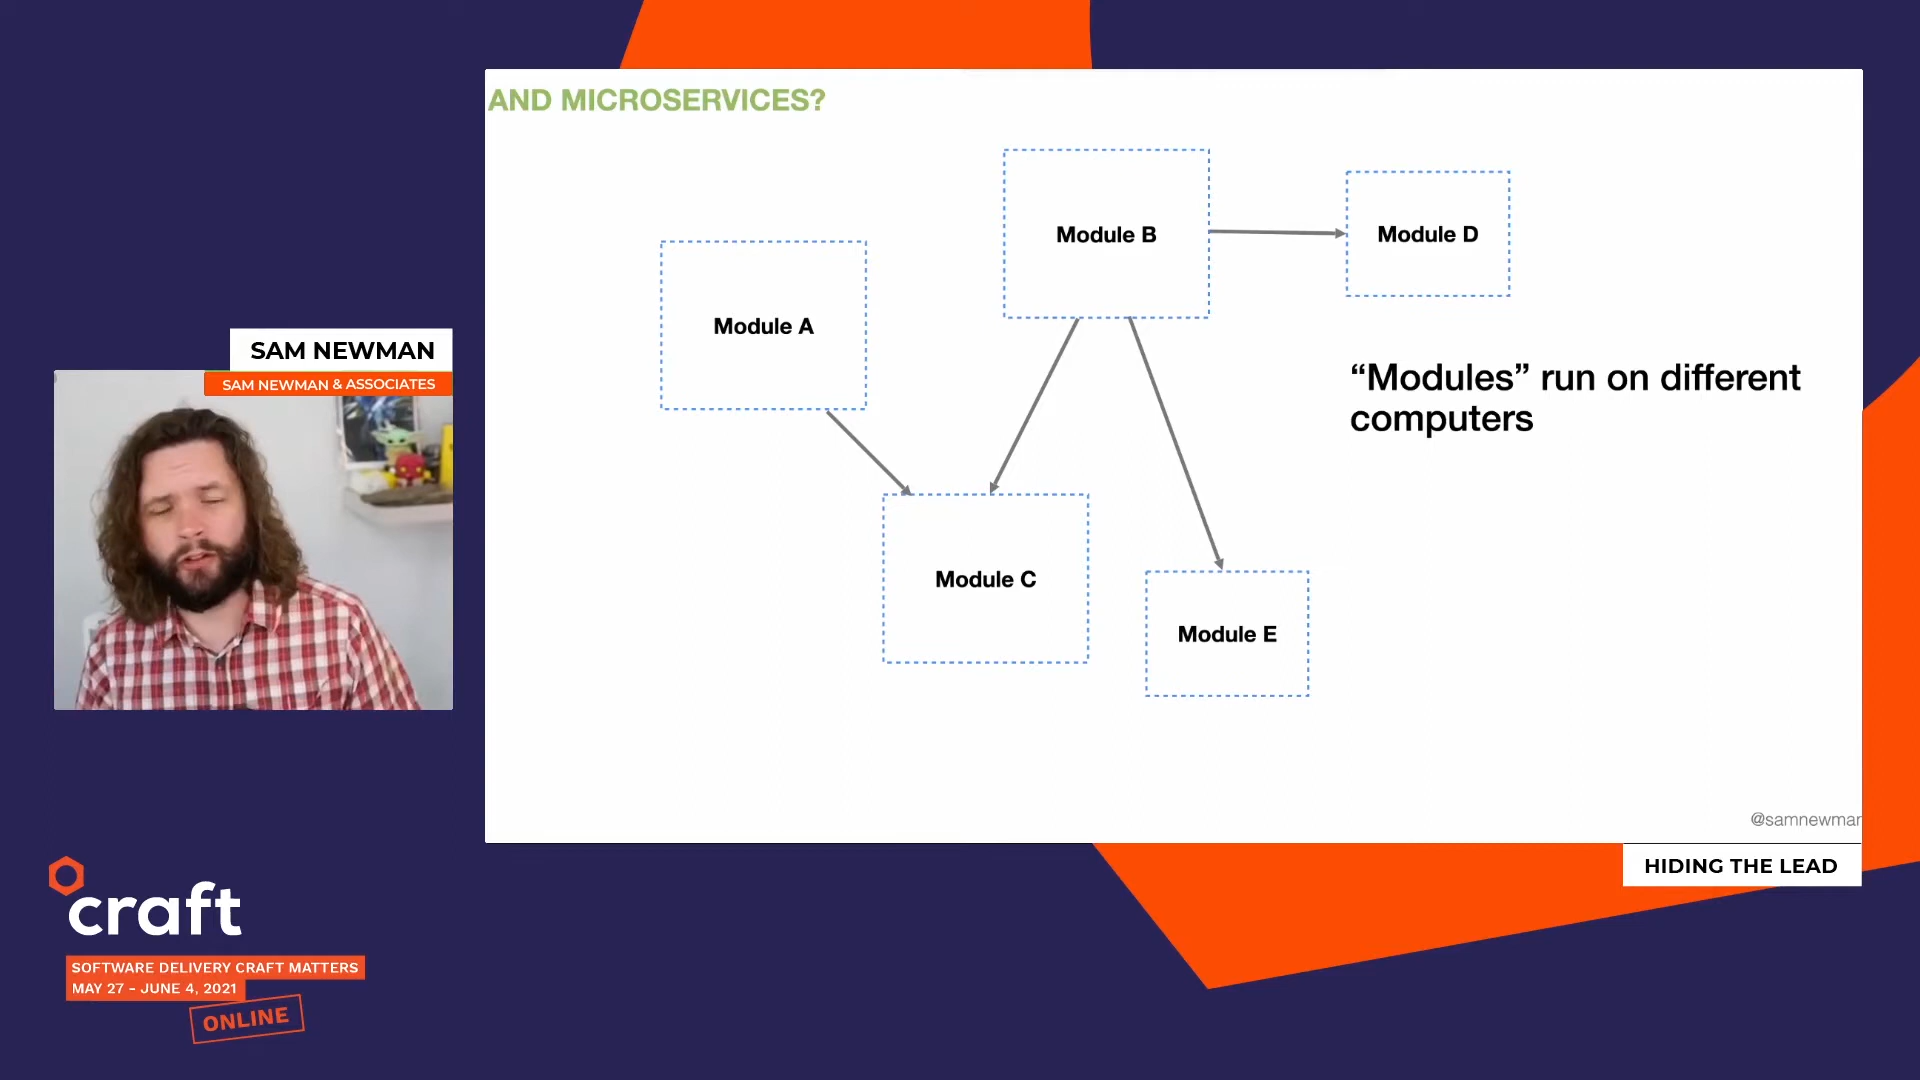 AND MICROSERVICES?
Module B
Module D
Module A
“Modules” run on different
computers
Module C
Module E
@samnewman
HIDING THE LEAD
SAM NEWMAN
SAM NEWMAN & ASSOCIATES
craft
SOFTWARE DELIVERY CRAFT MATTERS
MAY 27 - JUNE 4, 2021
ONLINE